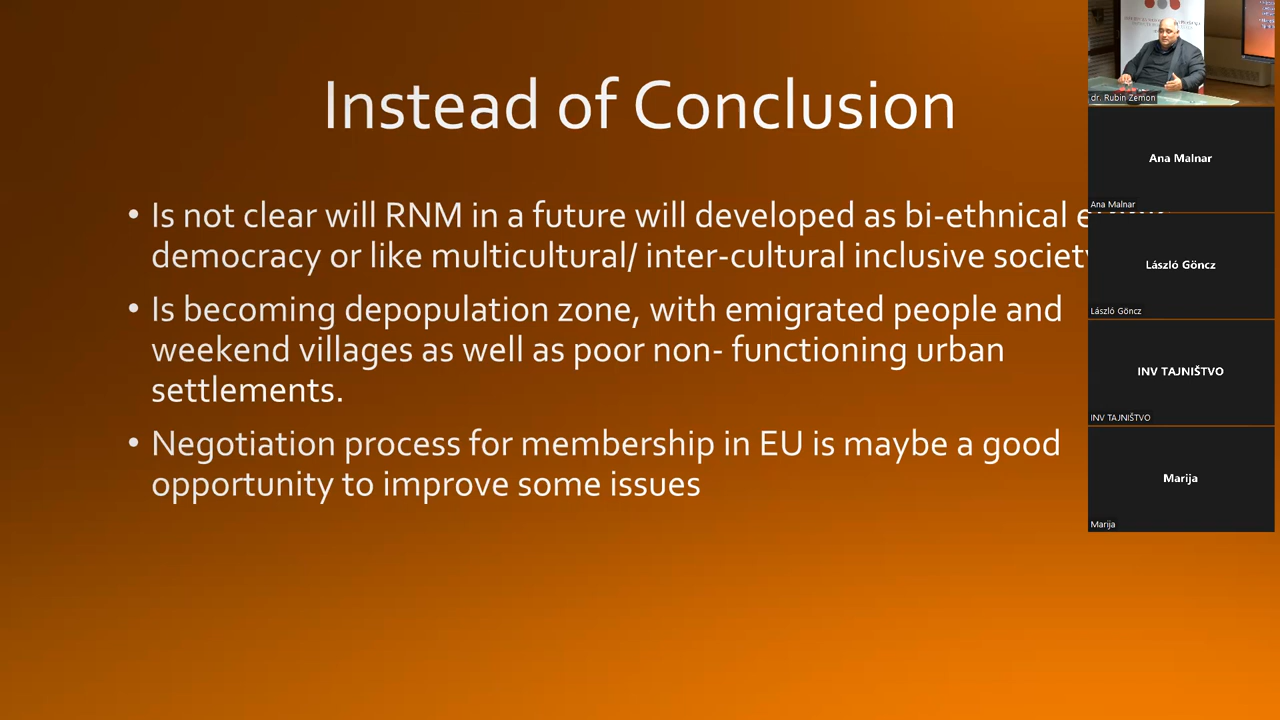 Instead of Conclusion
• Is not clear will RNM in a future will developed as bi-ethnical
democracy or like multicultural/ inter-cultural inclusive society
• Is becoming depopulation zone, with emigrated people and
weekend villages as well as poor non- functioning urban
settlements.
• Negotiation process for membership in EU is maybe a good
opportunity to improve some issues
dr. Rubin Zemon
Ana Malnar
Ana Malnar
László Göncz
László Göncz
INV TAJNIŠTVO
INV TAJNIŠTVO
Marija
Marija